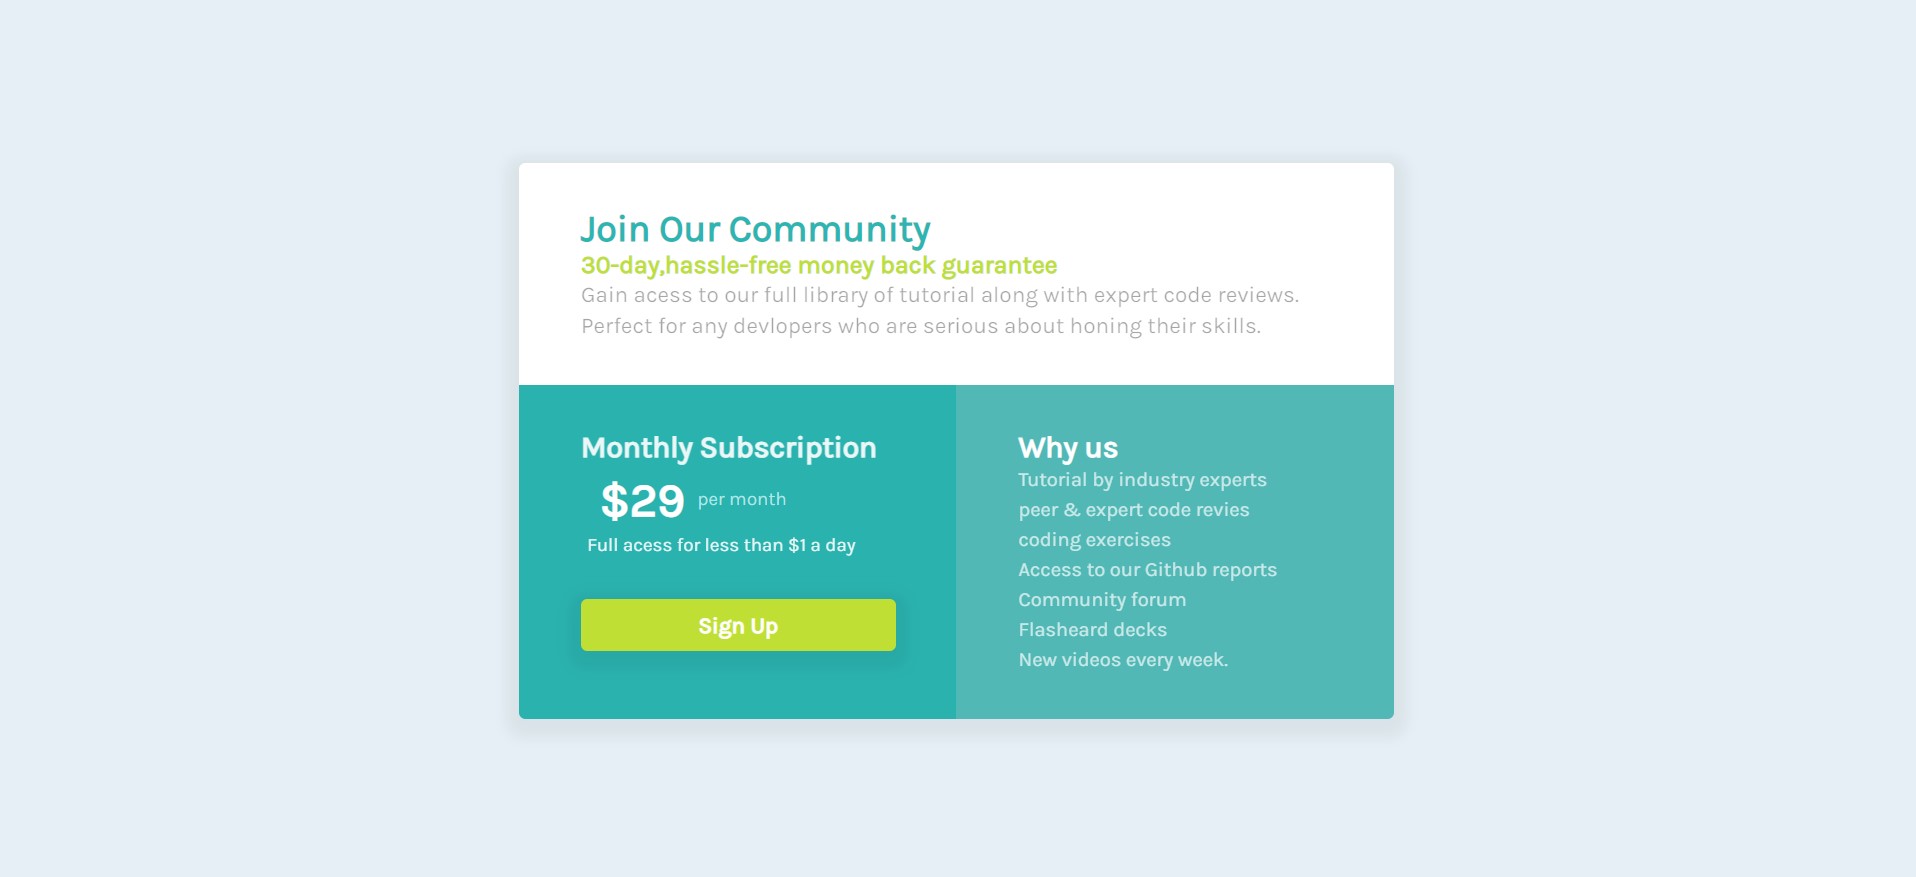 Join Our Community
30-day,hassle-free money back guarantee
Gain acess to our full library of tutorial along with expert code reviews.
Perfect for any devlopers who are serious about honing their skills.
Monthly Subscription
$29 per month
Full acess for less than $1 a day
Sign Up
Why us
Tutorial by industry experts
peer & expert code revies
coding exercises
Access to our Github reports
Community forum
Flasheard decks
New videos every week.